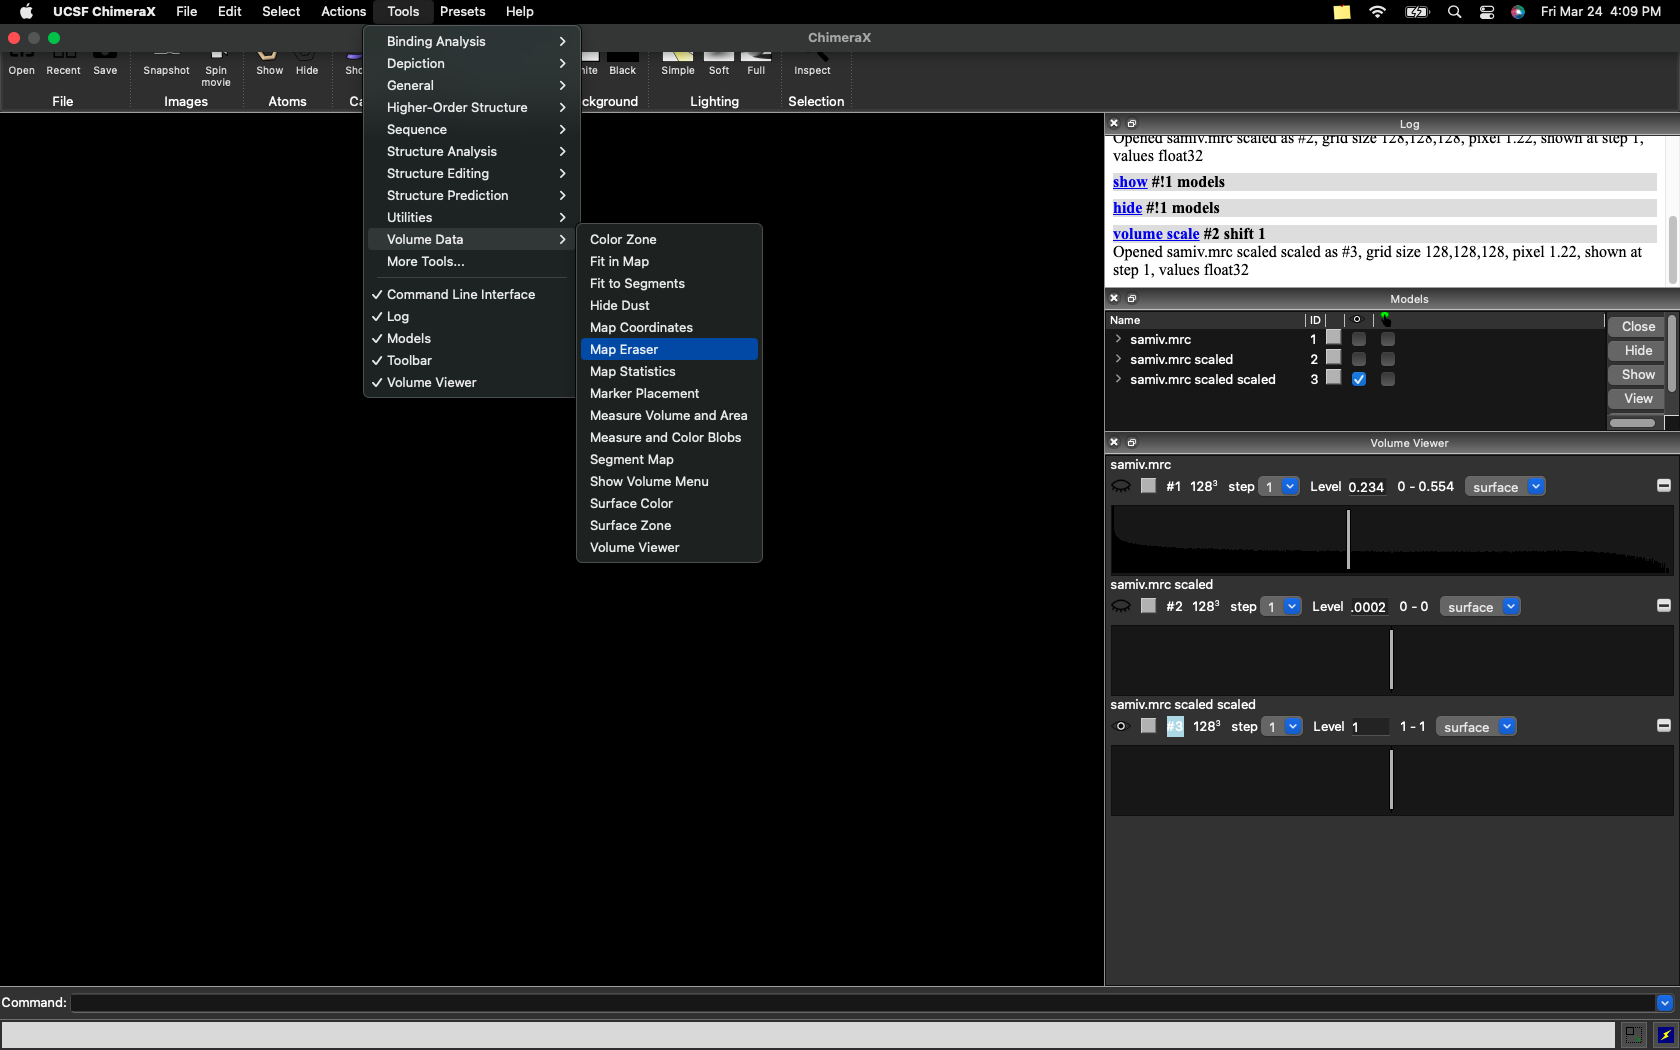 UCSF ChimeraX File Edit Select Actions Tools Presets Help Fri Mar 24 4:09 PM
ChimeraX
Open Recent Save Snapshot Spin movie Show Hide Sho Black Simple Soft Full Inspect
File Images Atoms Ca ckground Lighting Selection
Binding Analysis
Depiction
General
Higher-Order Structure
Sequence
Structure Analysis
Structure Editing
Structure Prediction
Utilities
Volume Data
More Tools...
Command Line Interface
Log
Models
Toolbar
Volume Viewer
Color Zone
Fit in Map
Fit to Segments
Hide Dust
Map Coordinates
Map Eraser
Map Statistics
Marker Placement
Measure Volume and Area
Measure and Color Blobs
Segment Map
Show Volume Menu
Surface Color
Surface Zone
Volume Viewer
Log
Opened samiv.mrc scaled as #2, grid size 128,128,128, pixel 1.22, shown at step 1,
values float32
show #!1 models
hide #!1 models
volume scale #2 shift 1
Opened samiv.mrc scaled scaled as #3, grid size 128,128,128, pixel 1.22, shown at
step 1, values float32
Models
Name ID
samiv.mrc 1
samiv.mrc scaled 2
samiv.mrc scaled scaled 3
Close
Hide
Show
View
Volume Viewer
samiv.mrc
#1 128³ step 1 Level 0.234 0 - 0.554 surface
samiv.mrc scaled
#2 128³ step 1 Level .0002 0 - 0 surface
samiv.mrc scaled scaled
#3 128³ step 1 Level 1 1 - 1 surface
Command: